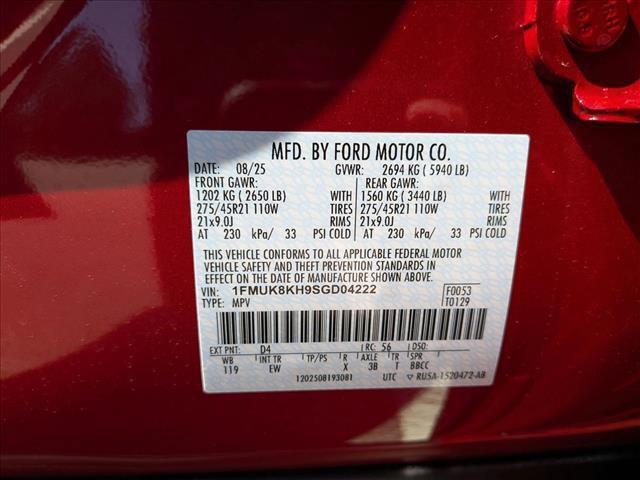 MFD. BY FORD MOTOR CO.
DATE: 08/25 GVWR: 2694 KG ( 5940 LB)
FRONT GAWR: REAR GAWR:
1202 KG ( 2650 LB) WITH 1560 KG ( 3440 LB) WITH
275/45R21 110W TIRES 275/45R21 110W TIRES
21x9.0J RIMS 21x9.0J RIMS
AT 230 kPa/ 33 PSI COLD AT 230 kPa/ 33 PSI COLD
THIS VEHICLE CONFORMS TO ALL APPLICABLE FEDERAL MOTOR
VEHICLE SAFETY AND THEFT PREVENTION STANDARDS IN
EFFECT ON THE DATE OF MANUFACTURE SHOWN ABOVE.
VIN: 1FMUK8KH9SGD04222 F0053
TYPE: MPV T0129
EXT PNT: D4 RC: 56 DSO:
WB INT TR TP/PS R AXLE TR SPR
119 EW X 3B T BBCC
1202508193081 UTC ▽ RU5A-1520472-AB